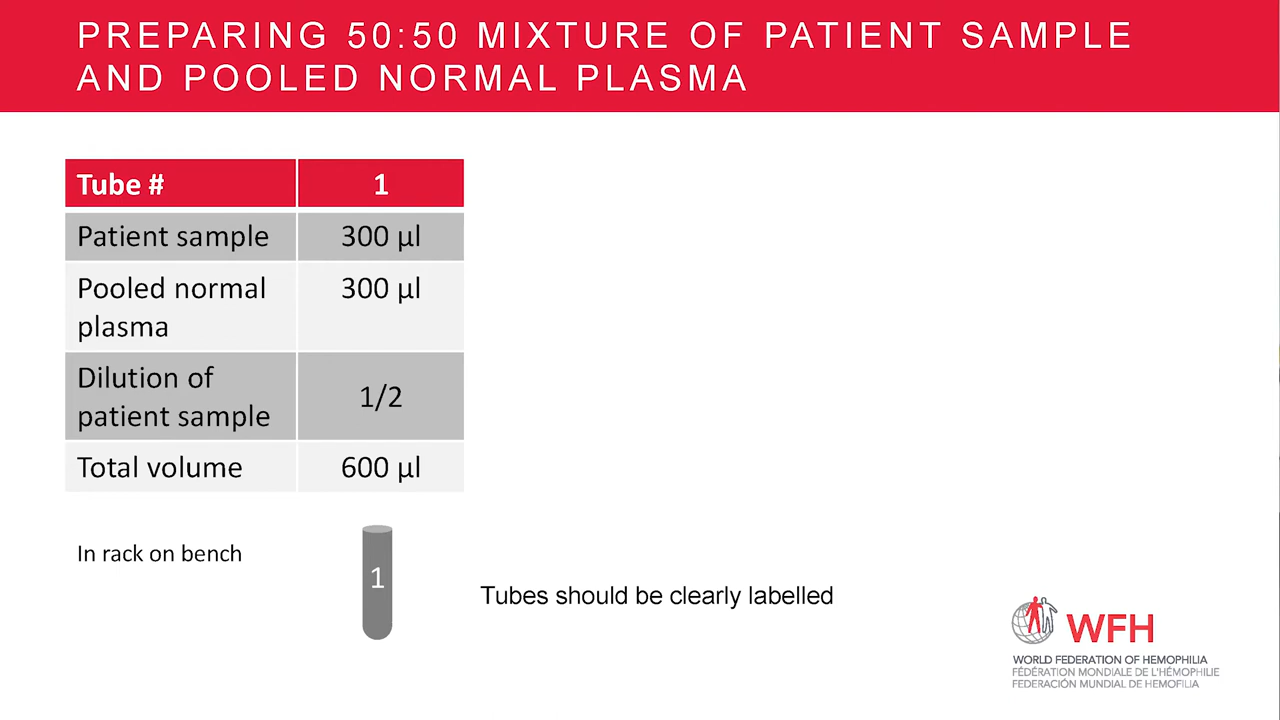 PREPARING 50:50 MIXTURE OF PATIENT SAMPLE
AND POOLED NORMAL PLASMA
Tube # 1
Patient sample 300 µl
Pooled normal 300 µl
plasma
Dilution of
patient sample 1/2
Total volume 600 µl
In rack on bench
1
Tubes should be clearly labelled
WFH
WORLD FEDERATION OF HEMOPHILIA
FÉDÉRATION MONDIALE DE L'HÉMOPHILIE
FEDERACIÓN MUNDIAL DE HEMOFILIA